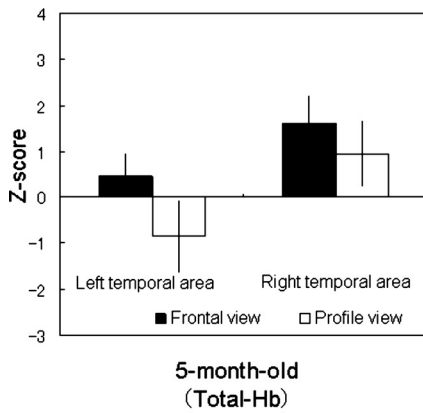 4
3
2
1
0
−1
−2
−3
Z-score
Left temporal area Right temporal area
■ Frontal view □ Profile view
5-month-old
(Total-Hb)